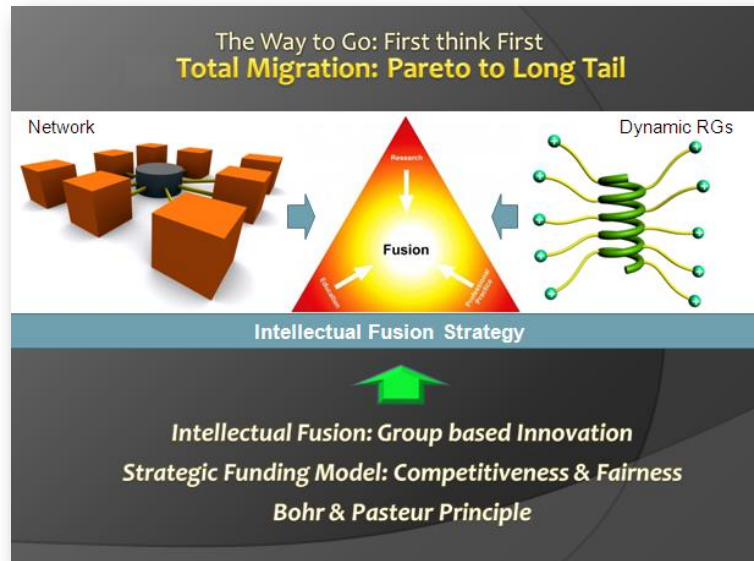 The Way to Go: First think First
Total Migration: Pareto to Long Tail
Network
Dynamic RGs
Research
Fusion
Education
Professional
Practice
Intellectual Fusion Strategy
Intellectual Fusion: Group based Innovation
Strategic Funding Model: Competitiveness & Fairness
Bohr & Pasteur Principle